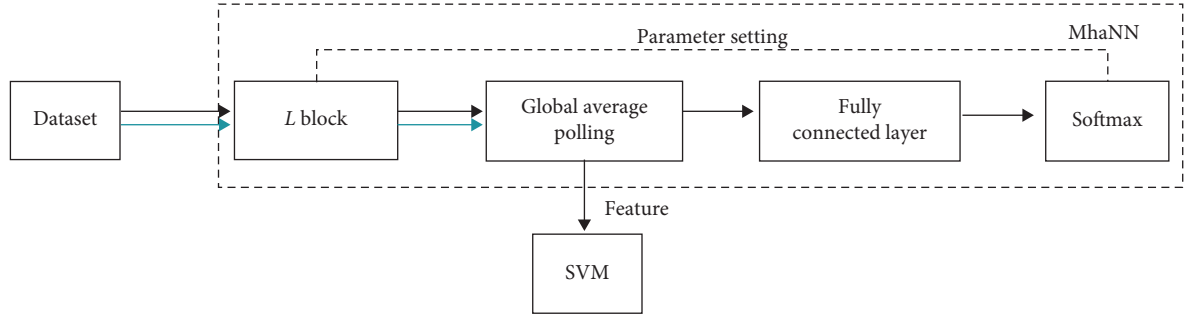 Parameter setting
MhaNN
Dataset
L block
Global average
polling
Fully
connected layer
Softmax
Feature
SVM